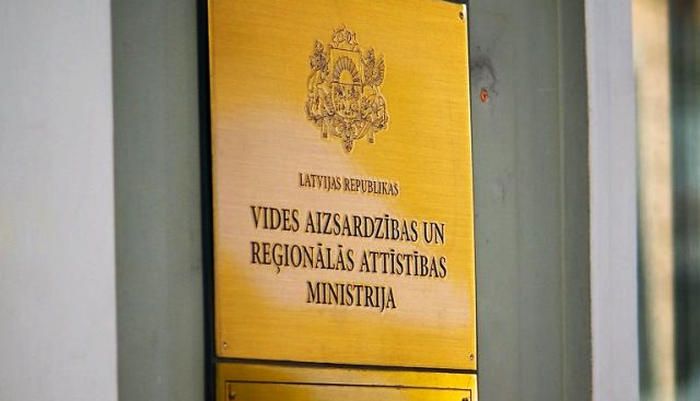 LATVIJAS REPUBLIKAS
VIDES AIZSARDZĪBAS UN
REĢIONĀLĀS ATTĪSTĪBAS
MINISTRIJA